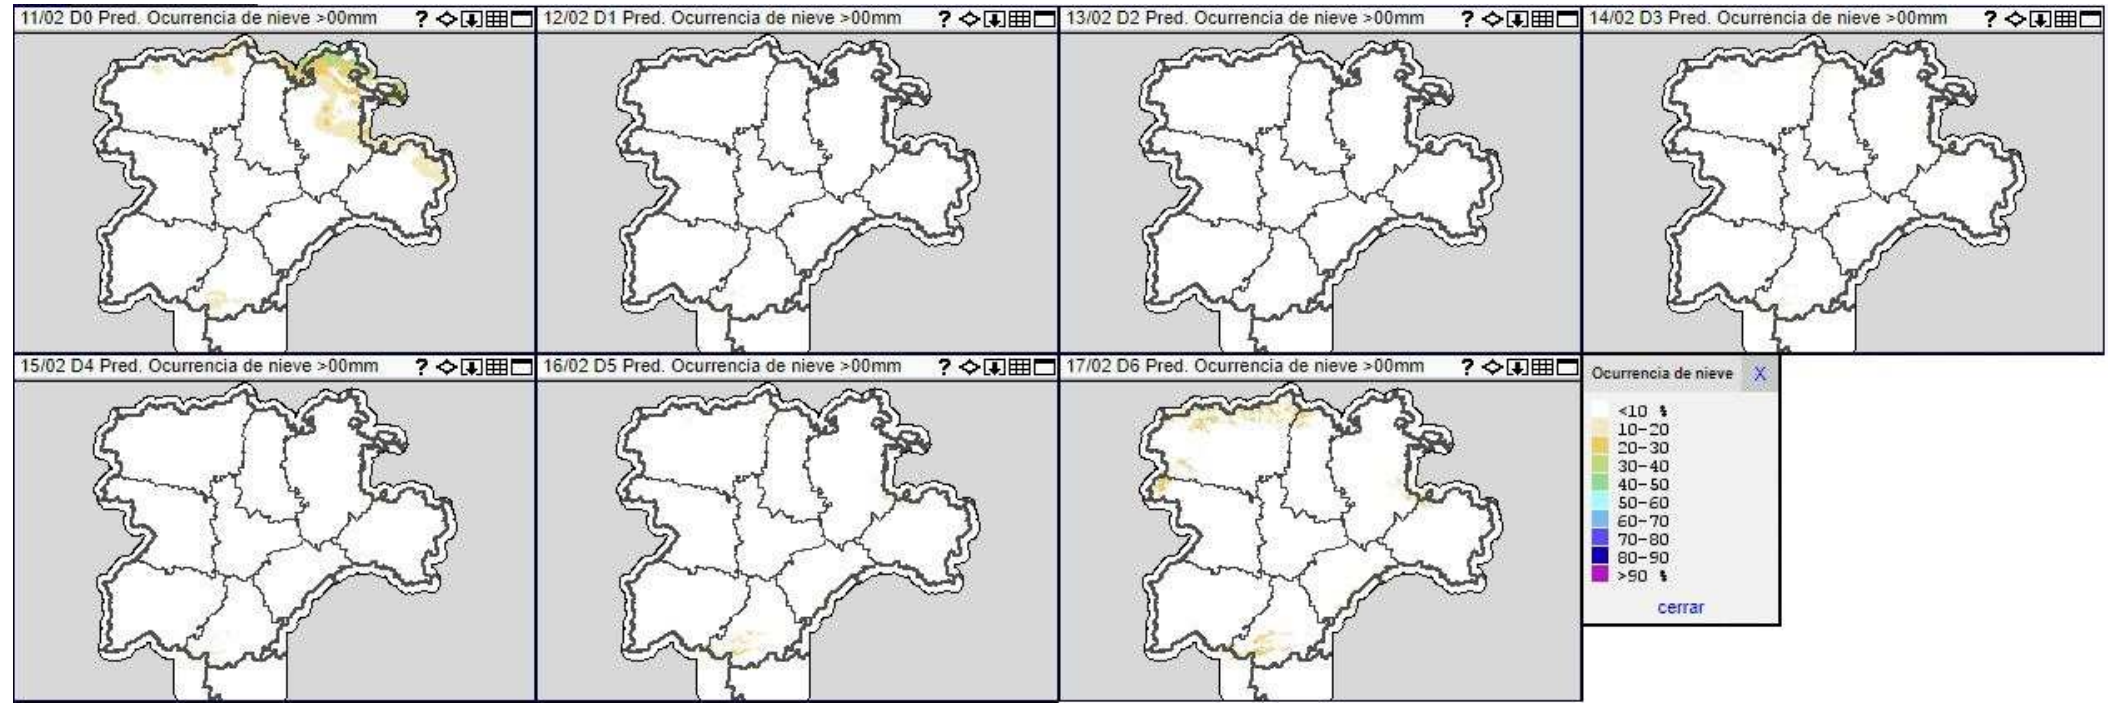 11/02 D0 Pred. Ocurrencia de nieve >00mm ?
12/02 D1 Pred. Ocurrencia de nieve >00mm ?
13/02 D2 Pred. Ocurrencia de nieve >00mm ?
14/02 D3 Pred. Ocurrencia de nieve >00mm ?
15/02 D4 Pred. Ocurrencia de nieve >00mm ?
16/02 D5 Pred. Ocurrencia de nieve >00mm ?
17/02 D6 Pred. Ocurrencia de nieve >00mm ?
Ocurrencia de nieve X
<10 %
10-20
20-30
30-40
40-50
50-60
60-70
70-80
80-90
>90 %
cerrar